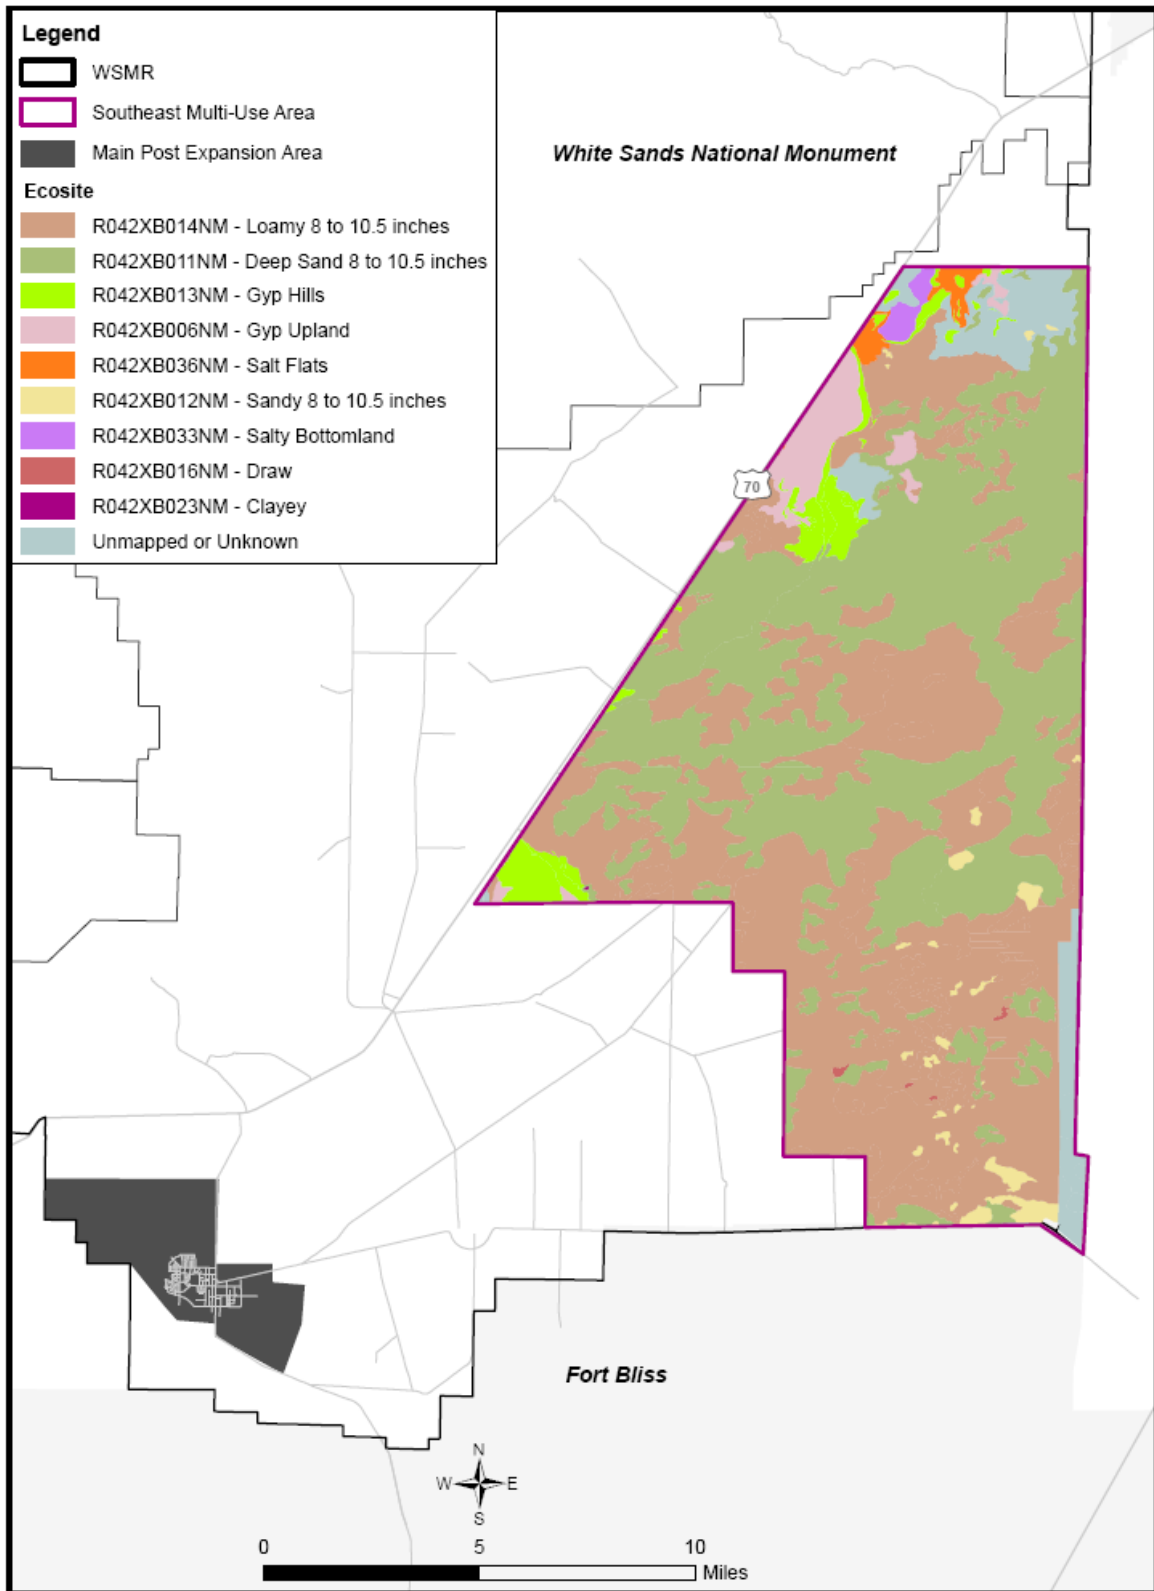 Legend
WSMR
Southeast Multi-Use Area
Main Post Expansion Area
Ecosite
R042XB014NM - Loamy 8 to 10.5 inches
R042XB011NM - Deep Sand 8 to 10.5 inches
R042XB013NM - Gyp Hills
R042XB006NM - Gyp Upland
R042XB036NM - Salt Flats
R042XB012NM - Sandy 8 to 10.5 inches
R042XB033NM - Salty Bottomland
R042XB016NM - Draw
R042XB023NM - Clayey
Unmapped or Unknown
White Sands National Monument
70
Fort Bliss
N
W E
S
0 5 10
Miles